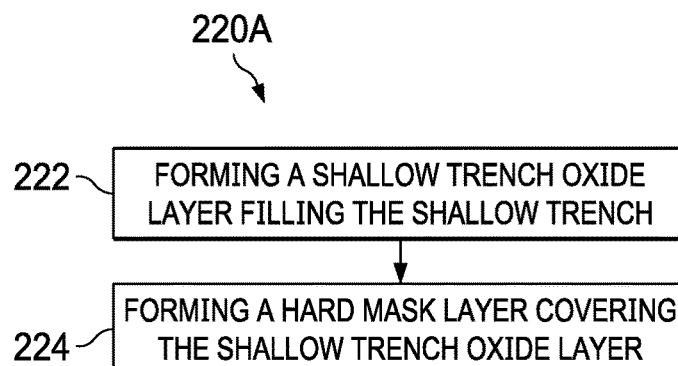 220A
222
FORMING A SHALLOW TRENCH OXIDE
LAYER FILLING THE SHALLOW TRENCH
224
FORMING A HARD MASK LAYER COVERING
THE SHALLOW TRENCH OXIDE LAYER